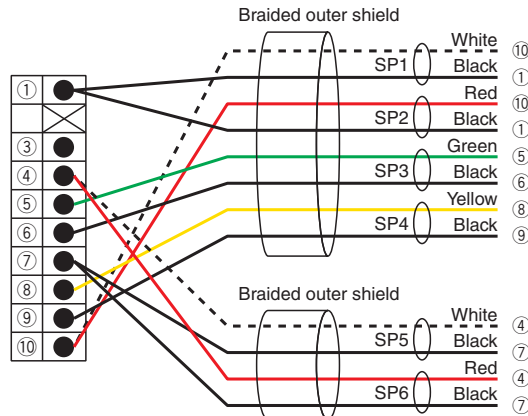 Braided outer shield
White ⑩
SP1 Black ①
Red ⑩
SP2 Black ①
Green ⑤
SP3 Black ⑥
Yellow ⑧
SP4 Black ⑨
①
③
④
⑤
⑥
⑦
⑧
⑨
⑩
Braided outer shield
White ④
SP5 Black ⑦
Red ④
SP6 Black ⑦